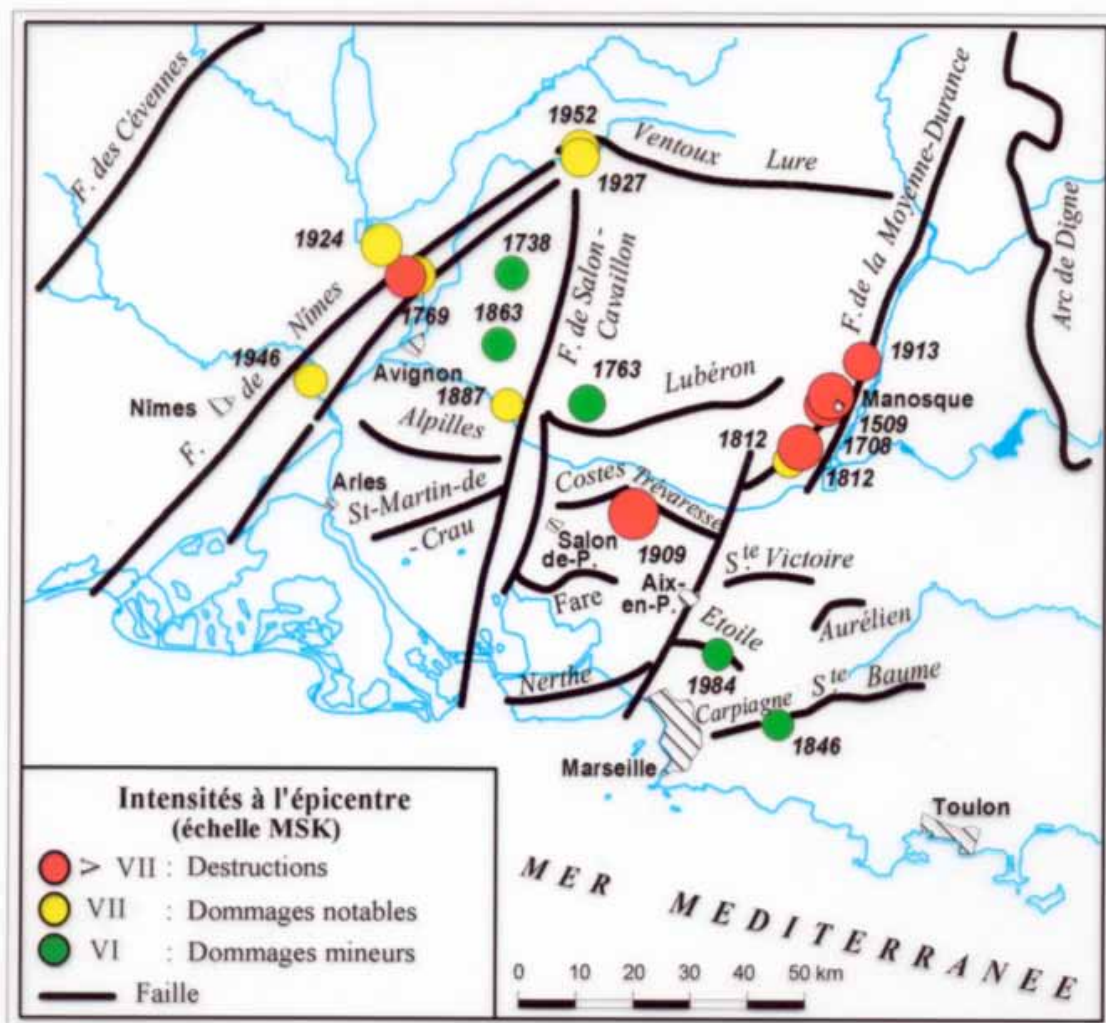 F. des Cévennes
1952
Ventoux Lure
1927
F. de la Moyenne-Durance
Arc de Digne
1924
1738
F. de Salon-
Cavaillon
1769
1863
F. de Nîmes
1946
Avignon
1763
Lubéron
1913
Nîmes
1887
Alpilles
Manosque
1509
1708
1812
1812
Arles
St-Martin-de
-Crau
Costes Trévaresse
Salon
de-P.
1909
S.te Victoire
Aix-
en-P.
Fare
Aurélien
Etoile
Nerthe
1984
Carpiagne
S.te Baume
1846
Marseille
Toulon
MER MEDITERRANEE
Intensités à l'épicentre
(échelle MSK)
> VII : Destructions
VII : Dommages notables
VI : Dommages mineurs
Faille
0 10 20 30 40 50 km